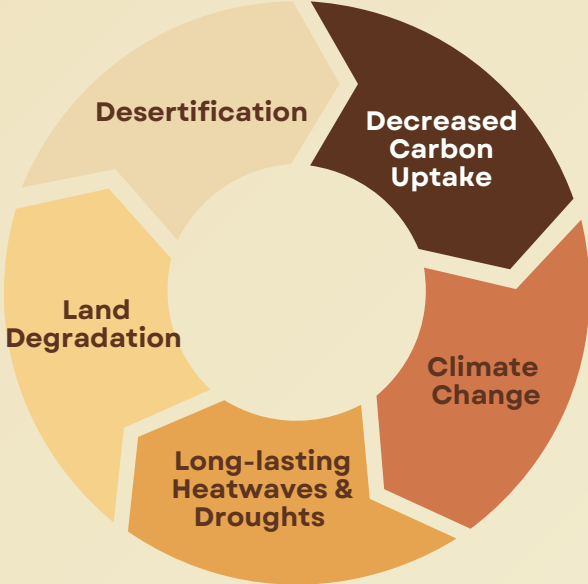 Desertification
Decreased
Carbon
Uptake
Climate
Change
Long-lasting
Heatwaves &
Droughts
Land
Degradation